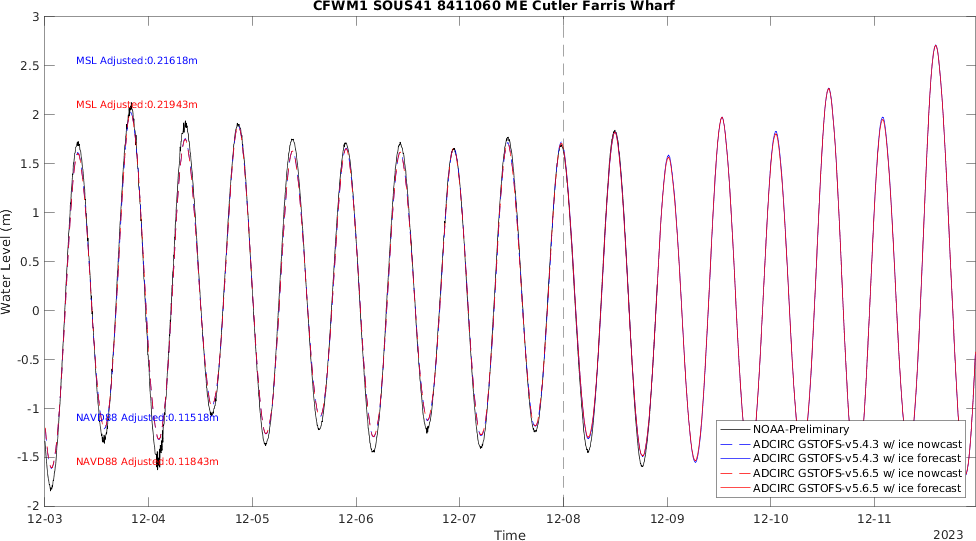 CFWM1 SOUS41 8411060 ME Cutler Farris Wharf
3
2.5
2
1.5
1
0.5
0
-0.5
-1
-1.5
-2
Water Level (m)
MSL Adjusted:0.21618m
MSL Adjusted:0.21943m
NAVD88 Adjusted:0.11518m
NAVD88 Adjusted:0.11843m
NOAA-Preliminary
ADCIRC GSTOFS-v5.4.3 w/ ice nowcast
ADCIRC GSTOFS-v5.4.3 w/ ice forecast
ADCIRC GSTOFS-v5.6.5 w/ ice nowcast
ADCIRC GSTOFS-v5.6.5 w/ ice forecast
12-03 12-04 12-05 12-06 12-07 12-08 12-09 12-10 12-11
Time
2023